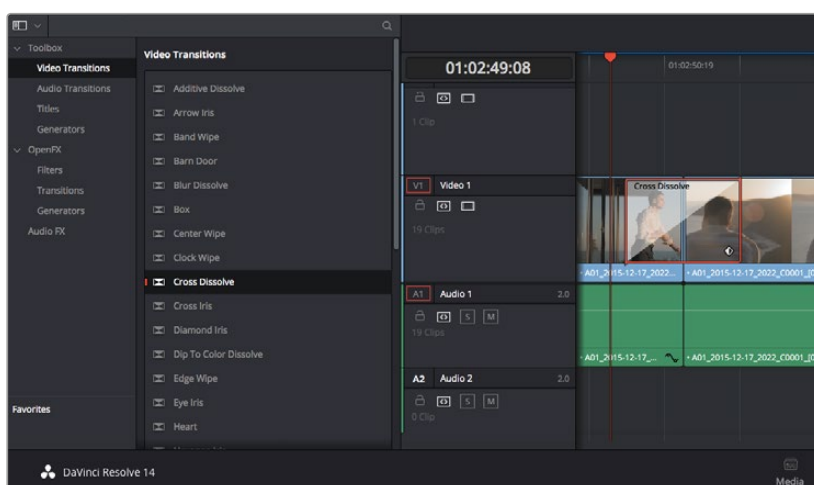 Toolbox
Video Transitions
Audio Transitions
Titles
Generators
OpenFX
Filters
Transitions
Generators
Audio FX
Favorites
Video Transitions
Additive Dissolve
Arrow Iris
Band Wipe
Barn Door
Blur Dissolve
Box
Center Wipe
Clock Wipe
Cross Dissolve
Cross Iris
Diamond Iris
Dip To Color Dissolve
Edge Wipe
Eye Iris
Heart
01:02:49:08
01:02:50:19
1 Clip
V1 Video 1
19 Clips
Cross Dissolve
A01_2015-12-17_2022... A01_2015-12-17_2022_C0001_[0
A1 Audio 1 2.0
S M
19 Clips
A01_2015-12-17_... A01_2015-12-17_2022_C0001_[0
A2 Audio 2 2.0
S M
0 Clip
DaVinci Resolve 14
Media